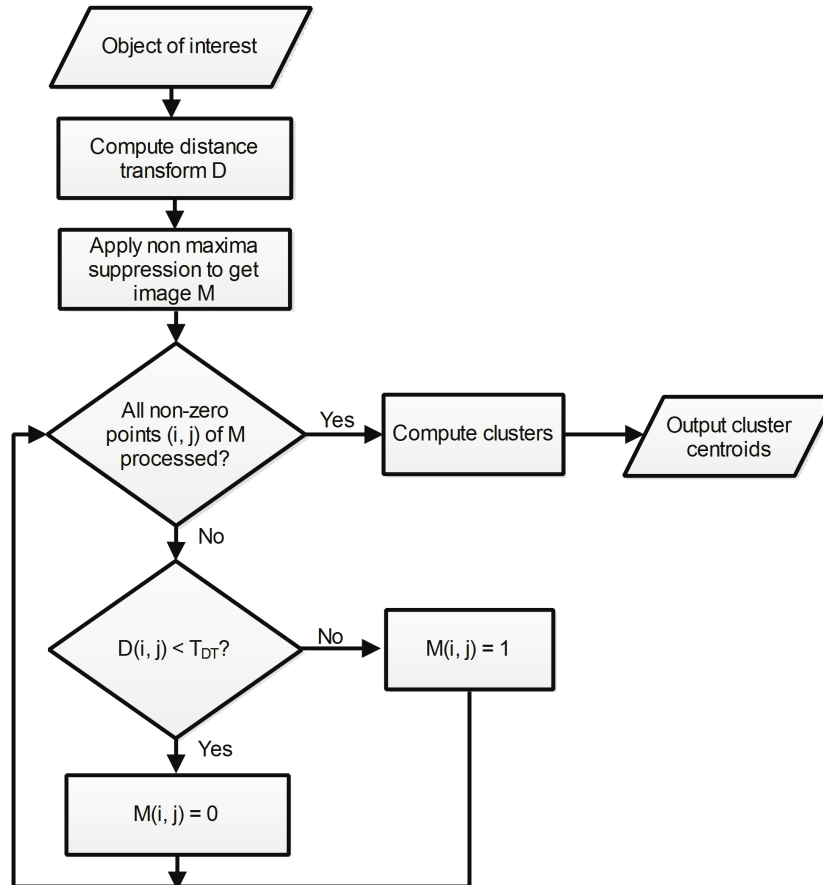 Object of interest
Compute distance
transform D
Apply non maxima
suppression to get
image M
All non-zero
points (i, j) of M
processed?
Yes
Compute clusters
Output cluster
centroids
No
D(i, j) < T_DT?
No
M(i, j) = 1
Yes
M(i, j) = 0